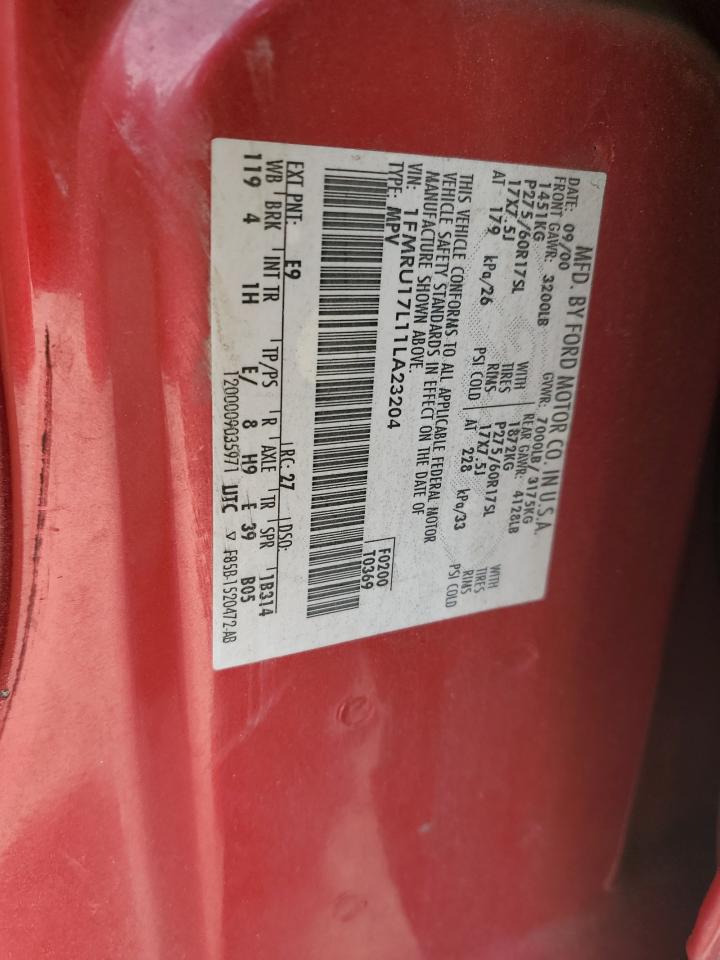 MFD. BY FORD MOTOR CO. IN U.S.A.
DATE: 09/00 GVWR: 7000LB/ 3175KG
FRONT GAWR: 3200LB REAR GAWR: 4128LB
1451KG WITH 1872KG WITH
P275/60R17SL TIRES P275/60R17SL TIRES
17X7.5J RIMS 17X7.5J RIMS
AT 179 kPa/26 PSI COLD AT 228 kPa/33 PSI COLD
THIS VEHICLE CONFORMS TO ALL APPLICABLE FEDERAL MOTOR
VEHICLE SAFETY STANDARDS IN EFFECT ON THE DATE OF
MANUFACTURE SHOWN ABOVE.
VIN: 1FMRU17L11LA23204 F0200
TYPE: MPV T0369
EXT PNT: E9 RC: 27 DSO:
WB BRK INT TR TP/PS R AXLE TR SPR 1B314
119 4 1H E/ 8 H9 E 39 B05
1200009035971 UTC ▽ F85B-1520472-AB